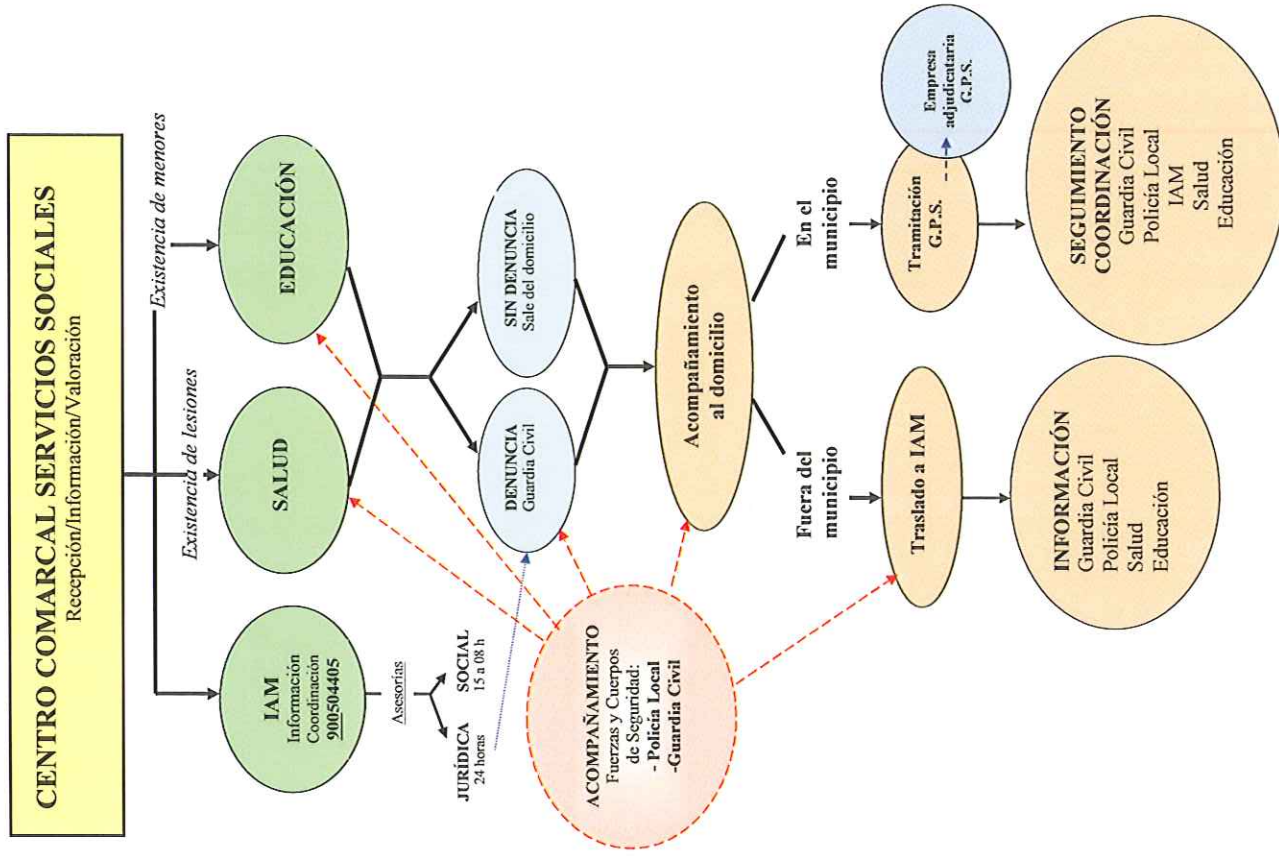 CENTRO COMARCAL SERVICIOS SOCIALES
Recepción/Información/Valoración
Existencia de lesiones
Existencia de menores
IAM
Información
Coordinación
900504405
SALUD
EDUCACIÓN
Asesorías
JURÍDICA
24 horas
SOCIAL
15 a 08 h
DENUNCIA
Guardia Civil
SIN DENUNCIA
Sale del domicilio
ACOMPAÑAMIENTO
Fuerzas y Cuerpos
de Seguridad:
- Policía Local
-Guardia Civil
Acompañamiento
al domicilio
Fuera del
municipio
En el
municipio
Traslado a IAM
Tramitación
G.P.S.
Empresa
adjudicataria
G.P.S.
INFORMACIÓN
Guardia Civil
Policía Local
Salud
Educación
SEGUIMIENTO
COORDINACIÓN
Guardia Civil
Policía Local
IAM
Salud
Educación